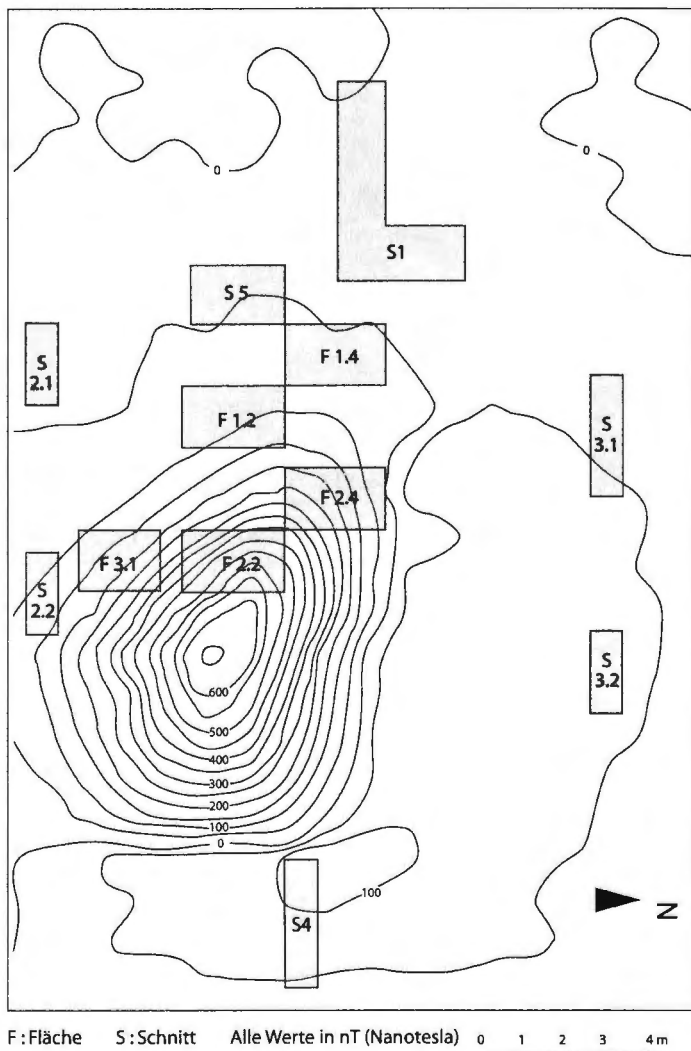 0
0
S1
S 5
S
2.1
F 1.4
F 1.2
S
3.1
F 2.4
F 3.1
F 2.2
S
2.2
S
3.2
600
500
400
300
200
100
0
100
S4
N
F : Fläche S : Schnitt Alle Werte in nT (Nanotesla) 0 1 2 3 4 m